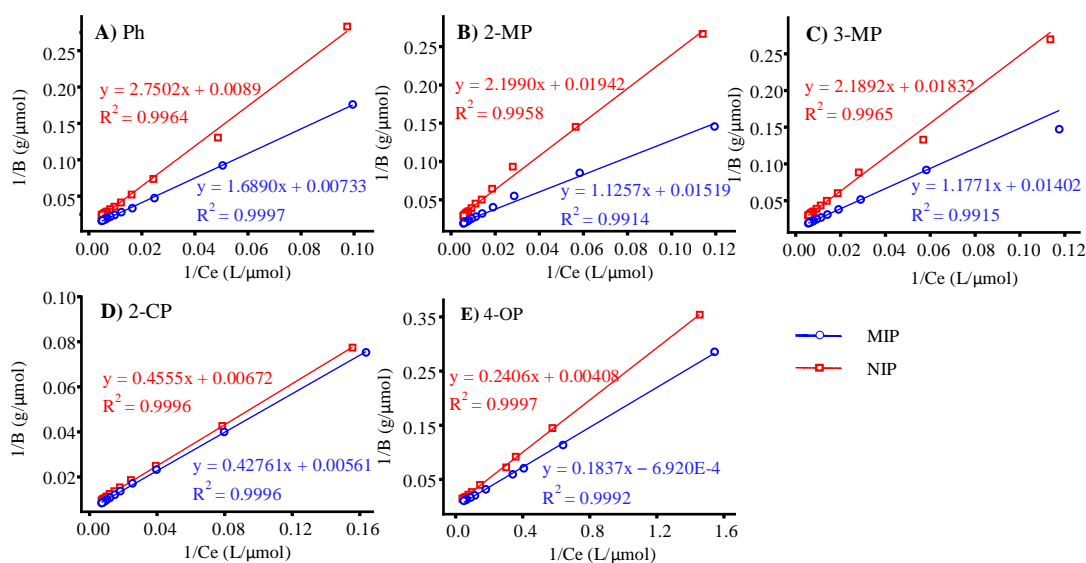 A) Ph
1/B (g/μmol)
0.25
0.20
0.15
0.10
0.05
y = 2.7502x + 0.0089
R² = 0.9964
y = 1.6890x + 0.00733
R² = 0.9997
0.00 0.02 0.04 0.06 0.08 0.10
1/Ce (L/μmol)
B) 2-MP
1/B (g/μmol)
0.25
0.20
0.15
0.10
0.05
y = 2.1990x + 0.01942
R² = 0.9958
y = 1.1257x + 0.01519
R² = 0.9914
0.00 0.02 0.04 0.06 0.08 0.10 0.12
1/Ce (L/μmol)
C) 3-MP
1/B (g/μmol)
0.25
0.20
0.15
0.10
0.05
y = 2.1892x + 0.01832
R² = 0.9965
y = 1.1771x + 0.01402
R² = 0.9915
0.00 0.02 0.04 0.06 0.08 0.10 0.12
1/Ce (L/μmol)
D) 2-CP
1/B (g/μmol)
0.10
0.08
0.06
0.04
0.02
y = 0.4555x + 0.00672
R² = 0.9996
y = 0.42761x + 0.00561
R² = 0.9996
0.00 0.04 0.08 0.12 0.16
1/Ce (L/μmol)
E) 4-OP
1/B (g/μmol)
0.35
0.25
0.15
0.05
y = 0.2406x + 0.00408
R² = 0.9997
y = 0.1837x − 6.920E-4
R² = 0.9992
0.0 0.4 0.8 1.2 1.6
1/Ce (L/μmol)
MIP
NIP